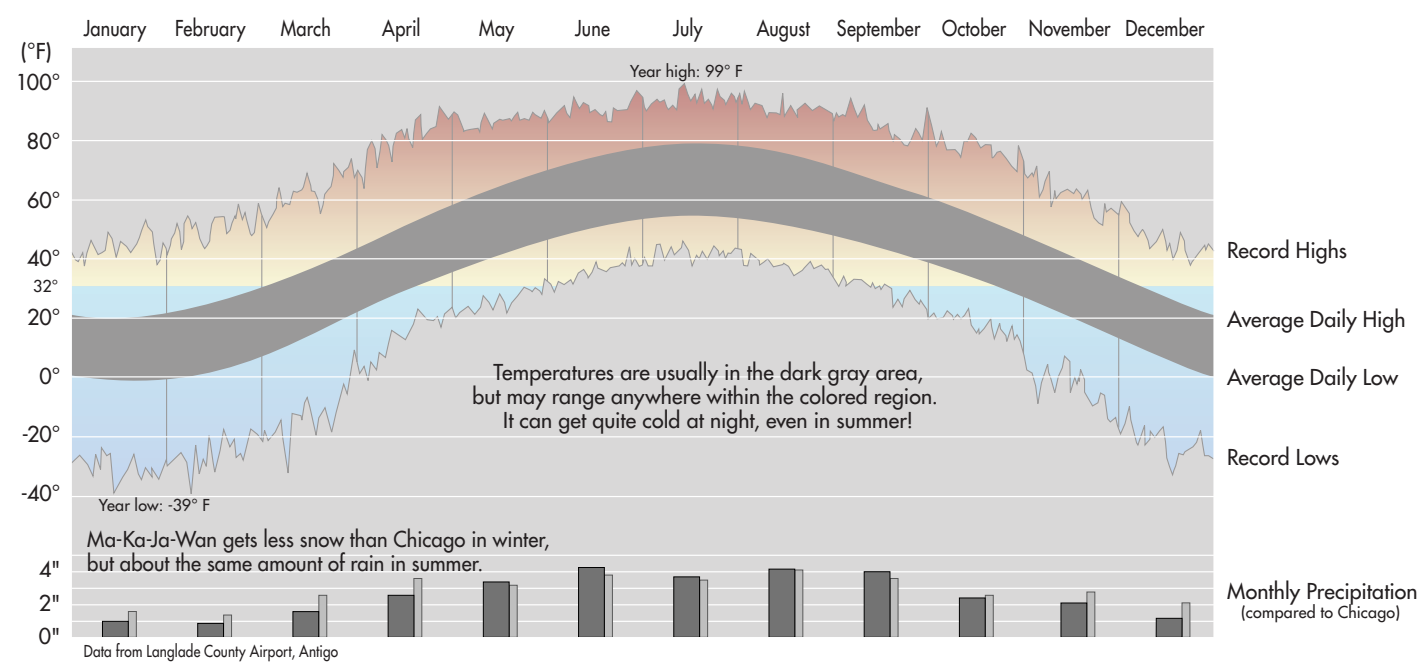 January February March April May June July August September October November December
(°F)
Year high: 99° F
100°
80°
60°
40°
Record Highs
32°
20°
Average Daily High
0°
Average Daily Low
Temperatures are usually in the dark gray area,
but may range anywhere within the colored region.
It can get quite cold at night, even in summer!
-20°
Record Lows
-40°
Year low: -39° F
Ma-Ka-Ja-Wan gets less snow than Chicago in winter,
but about the same amount of rain in summer.
4"
2"
0"
Monthly Precipitation
(compared to Chicago)
Data from Langlade County Airport, Antigo